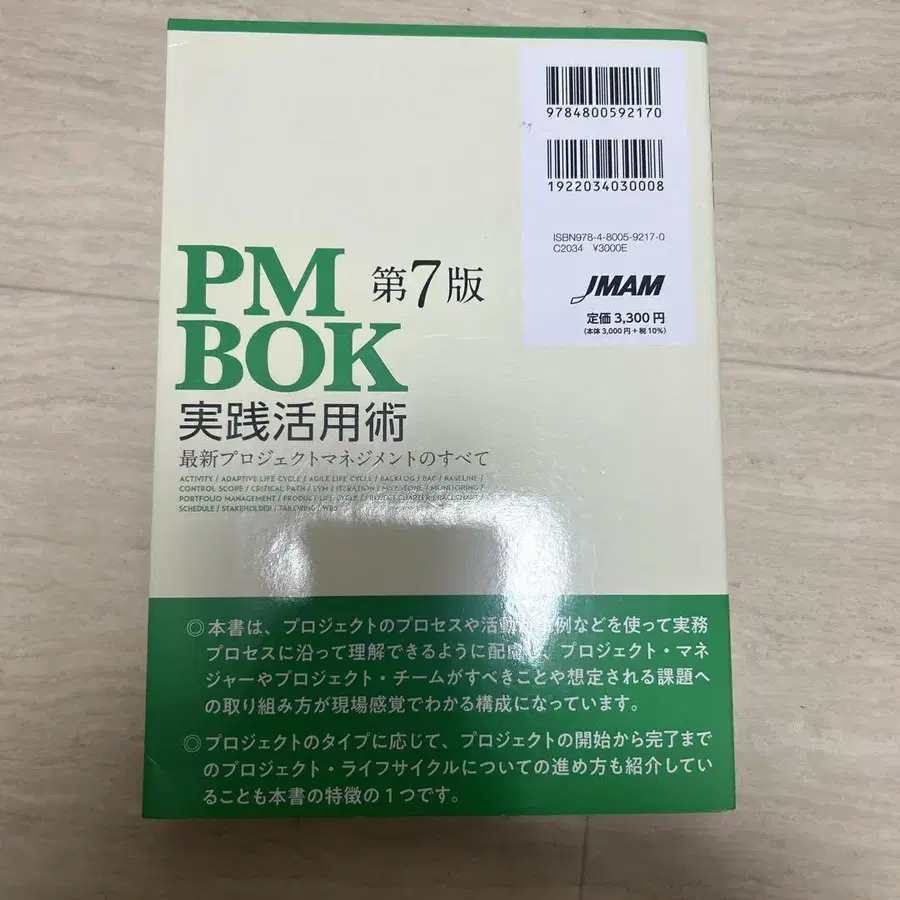 9784800592170
1922034030008
ISBN978-4-8005-9217-0
C2034 ¥3000E
JMAM
定価 3,300 円
(本体 3,000 円 + 税 10%)
PM
BOK
第7版
実践活用術
最新プロジェクトマネジメントのすべて
ACTIVITY / ADAPTIVE LIFE CYCLE / AGILE LIFE CYCLE / BACKLOG / BAC / BASELINE /
CONTROL SCOPE / CRITICAL PATH / EVM / ITERATION / MILESTONE / MONITORING /
PORTFOLIO MANAGEMENT / PRODUCT LIFE CYCLE / PROJECT CHARTER /
SCHEDULE / STAKEHOLDER / TAILORING / WBS
◎ 本書は、プロジェクトのプロセスや活動 事例などを使って実務
プロセスに沿って理解できるように配慮 プロジェクト・マネ
ジャーやプロジェクト・チームがすべきことや想定される課題へ
の取り組み方が現場感覚でわかる構成になっています。
◎ プロジェクトのタイプに応じて、プロジェクトの開始から完了まで
のプロジェクト・ライフサイクルについての進め方も紹介してい
ることも本書の特徴の1つです。